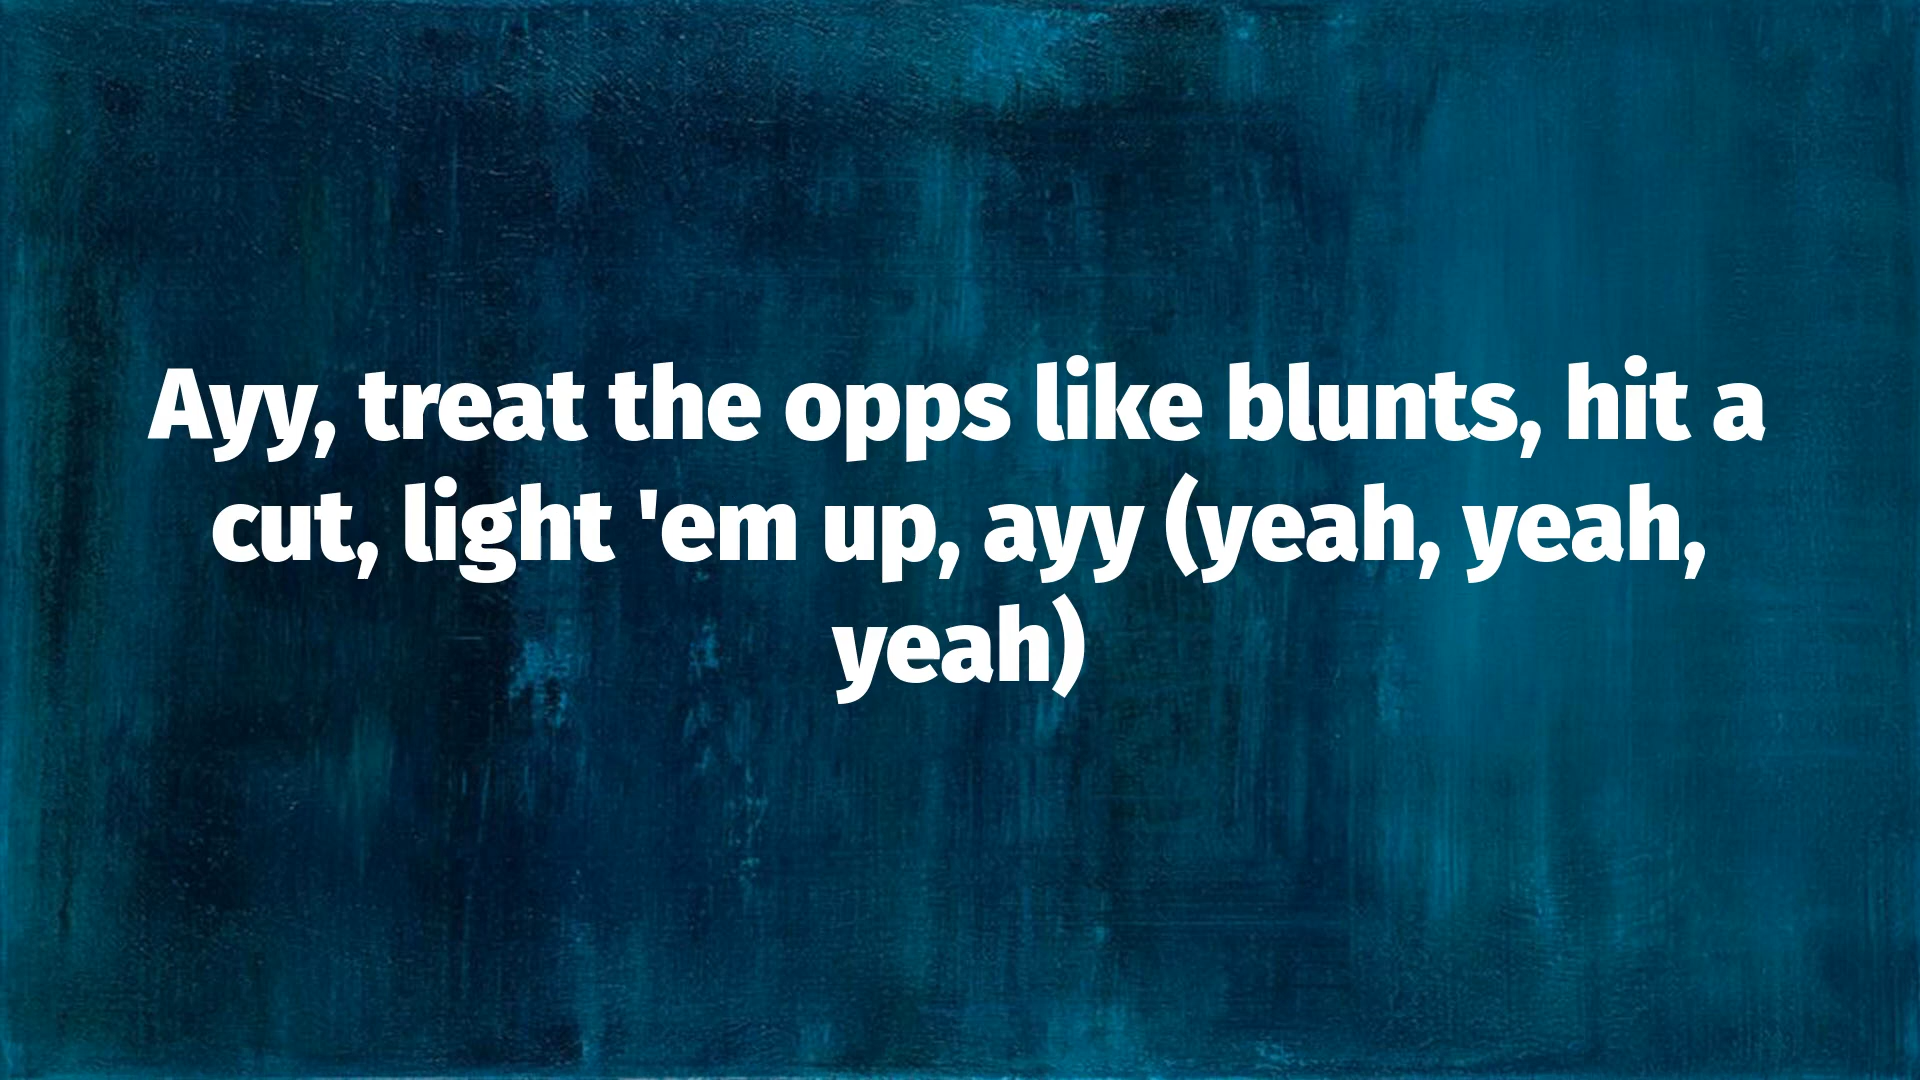 Ayy, treat the opps like blunts, hit a
cut, light 'em up, ayy (yeah, yeah,
yeah)